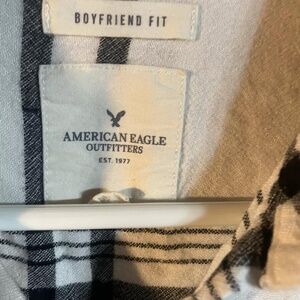 BOYFRIEND FIT
AMERICAN EAGLE
OUTFITTERS
EST. 1977